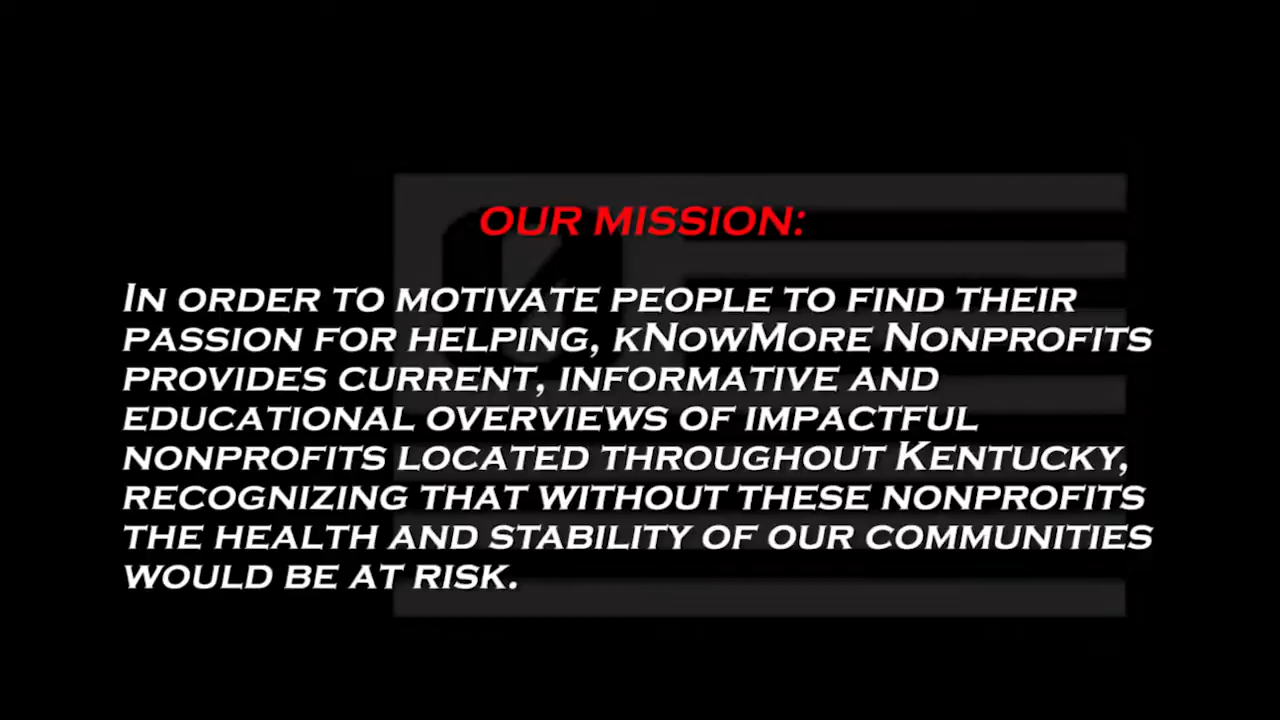 OUR MISSION:
IN ORDER TO MOTIVATE PEOPLE TO FIND THEIR
PASSION FOR HELPING, KNOWMORE NONPROFITS
PROVIDES CURRENT, INFORMATIVE AND
EDUCATIONAL OVERVIEWS OF IMPACTFUL
NONPROFITS LOCATED THROUGHOUT KENTUCKY,
RECOGNIZING THAT WITHOUT THESE NONPROFITS
THE HEALTH AND STABILITY OF OUR COMMUNITIES
WOULD BE AT RISK.